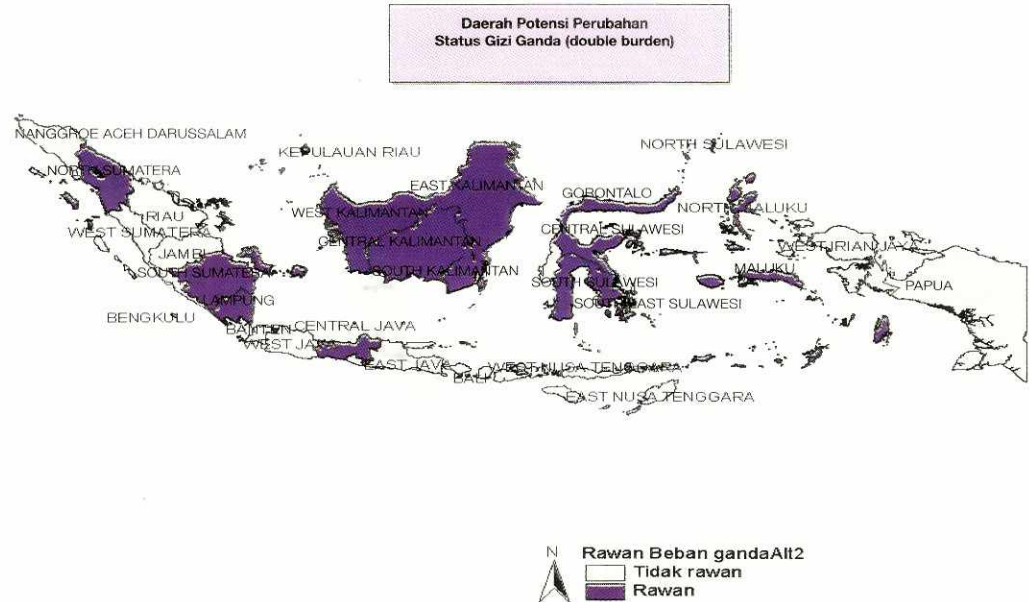 Daerah Potensi Perubahan
Status Gizi Ganda (double burden)
NANGGROE ACEH DARUSSALAM
NORTH SUMATERA
KEPULAUAN RIAU
NORTH SULAWESI
EAST KALIMANTAN
GORONTALO
WEST KALIMANTAN
NORTH MALUKU
RIAU
WEST SUMATERA
CENTRAL SULAWESI
CENTRAL KALIMANTAN
WEST IRIAN JAYA
JAMBI
SOUTH SUMATERA
SOUTH KALIMANTAN
MALUKU
SOUTH SULAWESI
PAPUA
LAMPUNG
SOUTH EAST SULAWESI
BENGKULU
BANTEN
CENTRAL JAVA
WEST JAVA
EAST JAVA
WEST NUSA TENGGARA
BALI
EAST NUSA TENGGARA
N
Rawan Beban gandaAlt2
Tidak rawan
Rawan